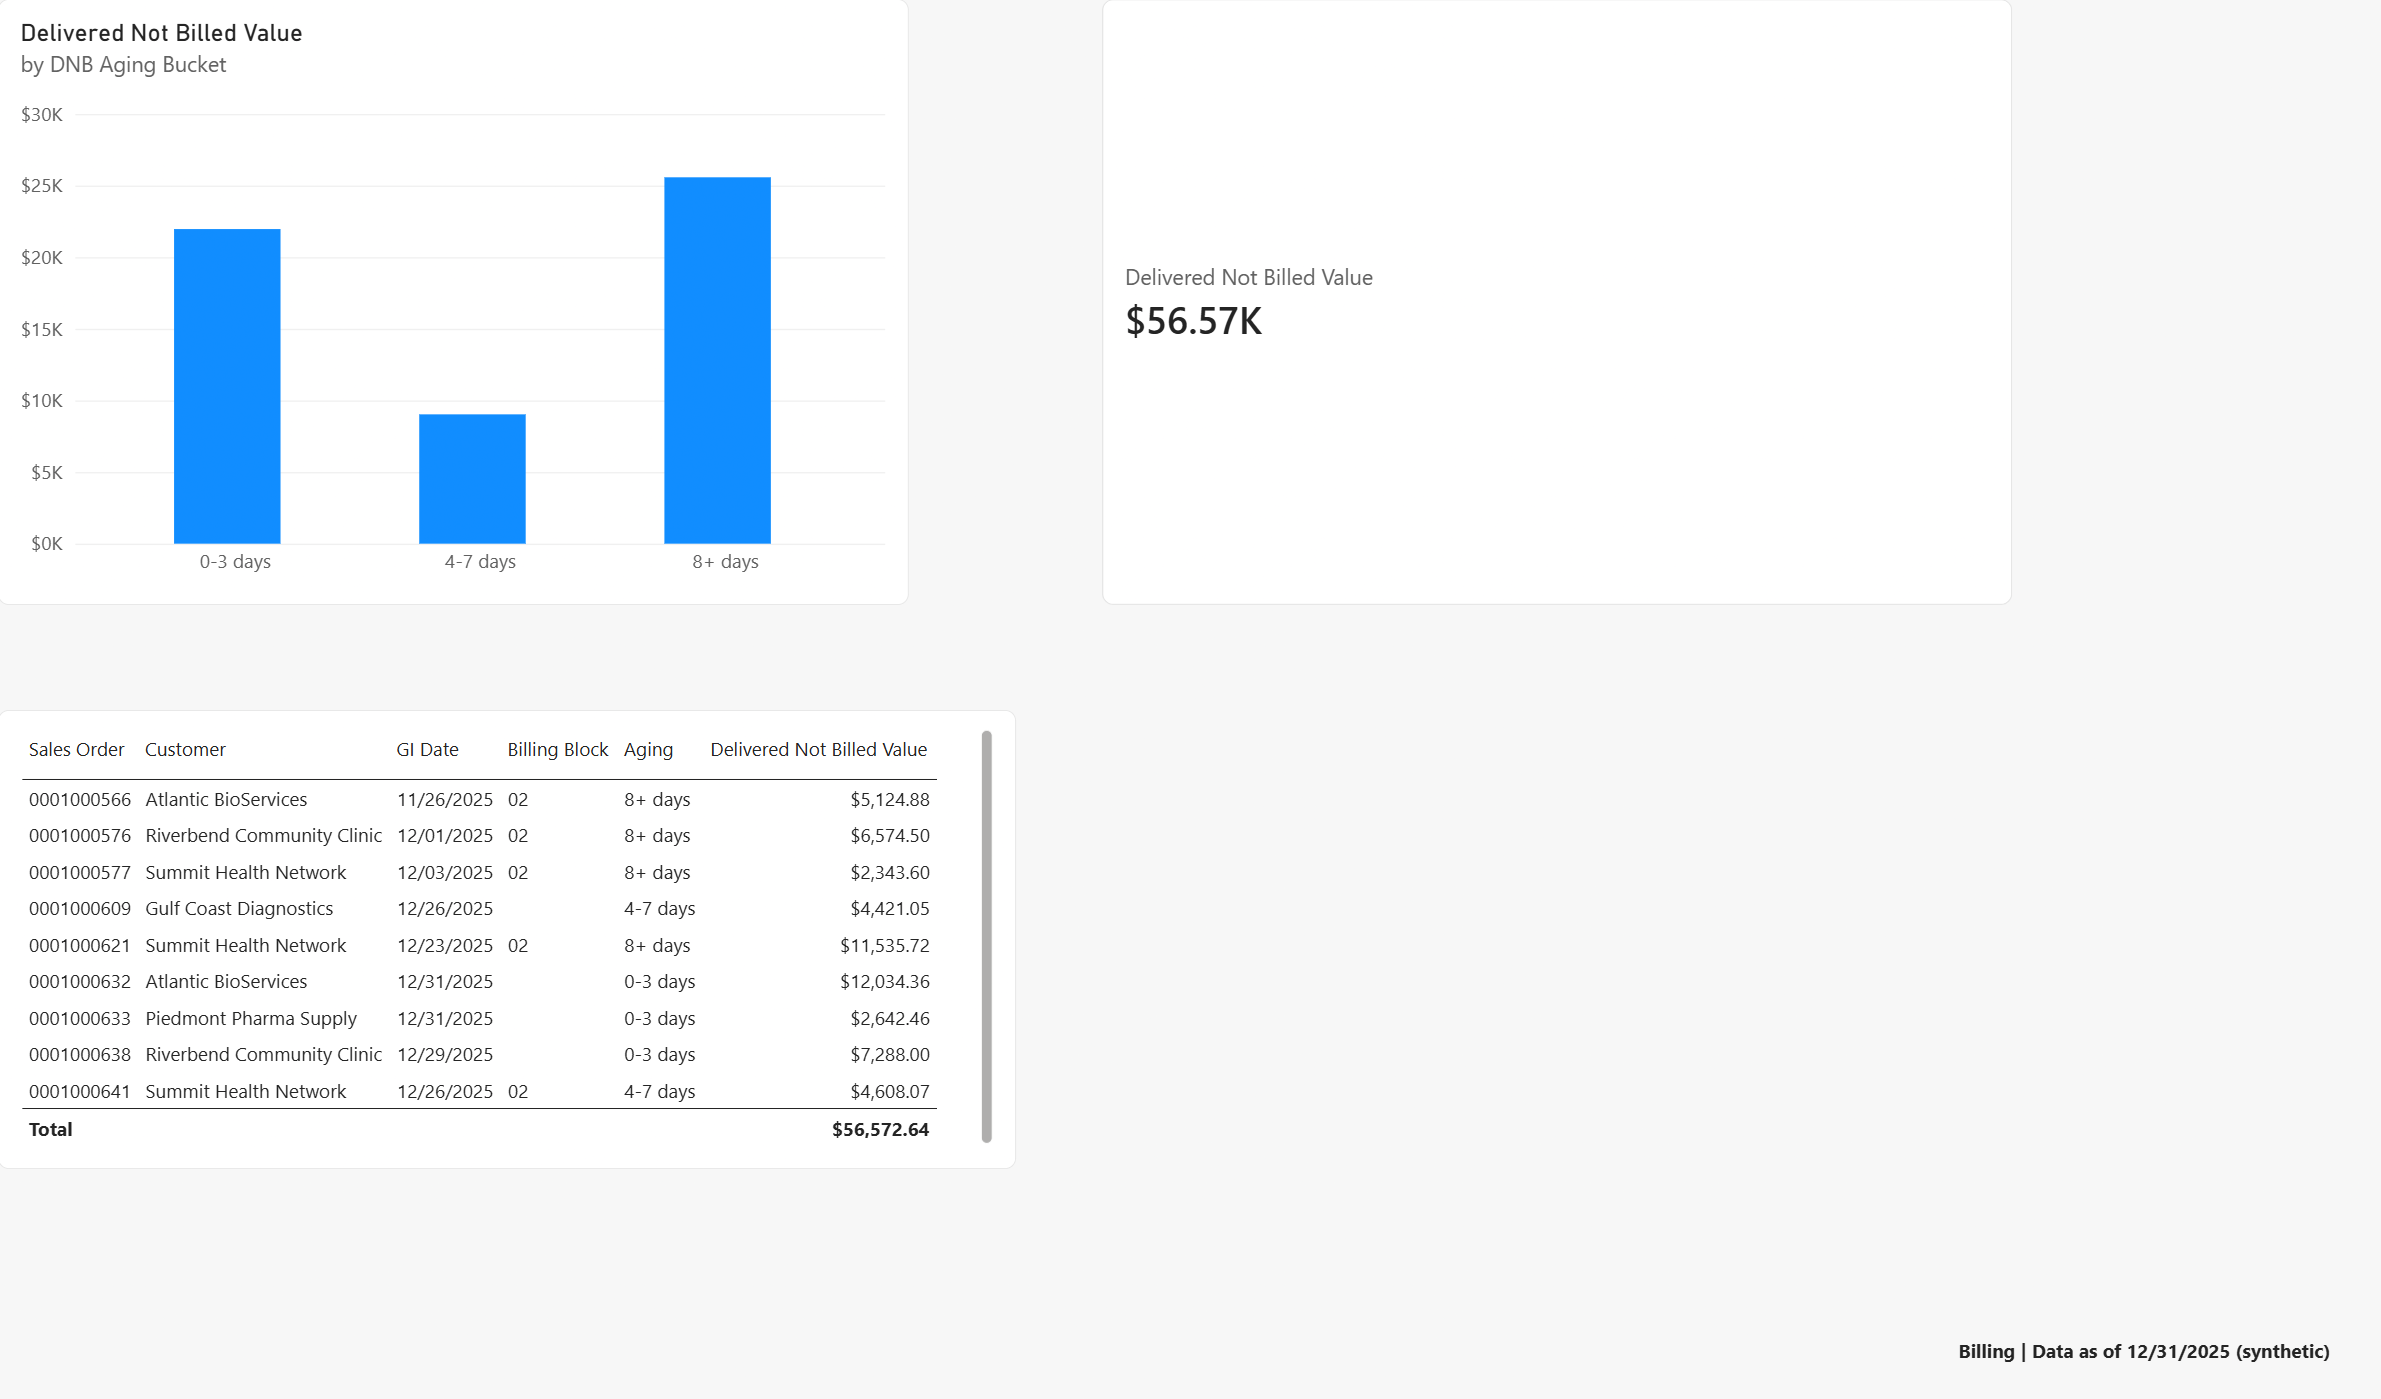 Delivered Not Billed Value
by DNB Aging Bucket
$30K
$25K
$20K
$15K
$10K
$5K
$0K
0-3 days 4-7 days 8+ days
Delivered Not Billed Value
$56.57K
Sales Order Customer GI Date Billing Block Aging Delivered Not Billed Value
0001000566 Atlantic BioServices 11/26/2025 02 8+ days $5,124.88
0001000576 Riverbend Community Clinic 12/01/2025 02 8+ days $6,574.50
0001000577 Summit Health Network 12/03/2025 02 8+ days $2,343.60
0001000609 Gulf Coast Diagnostics 12/26/2025 4-7 days $4,421.05
0001000621 Summit Health Network 12/23/2025 02 8+ days $11,535.72
0001000632 Atlantic BioServices 12/31/2025 0-3 days $12,034.36
0001000633 Piedmont Pharma Supply 12/31/2025 0-3 days $2,642.46
0001000638 Riverbend Community Clinic 12/29/2025 0-3 days $7,288.00
0001000641 Summit Health Network 12/26/2025 02 4-7 days $4,608.07
Total $56,572.64
Billing | Data as of 12/31/2025 (synthetic)